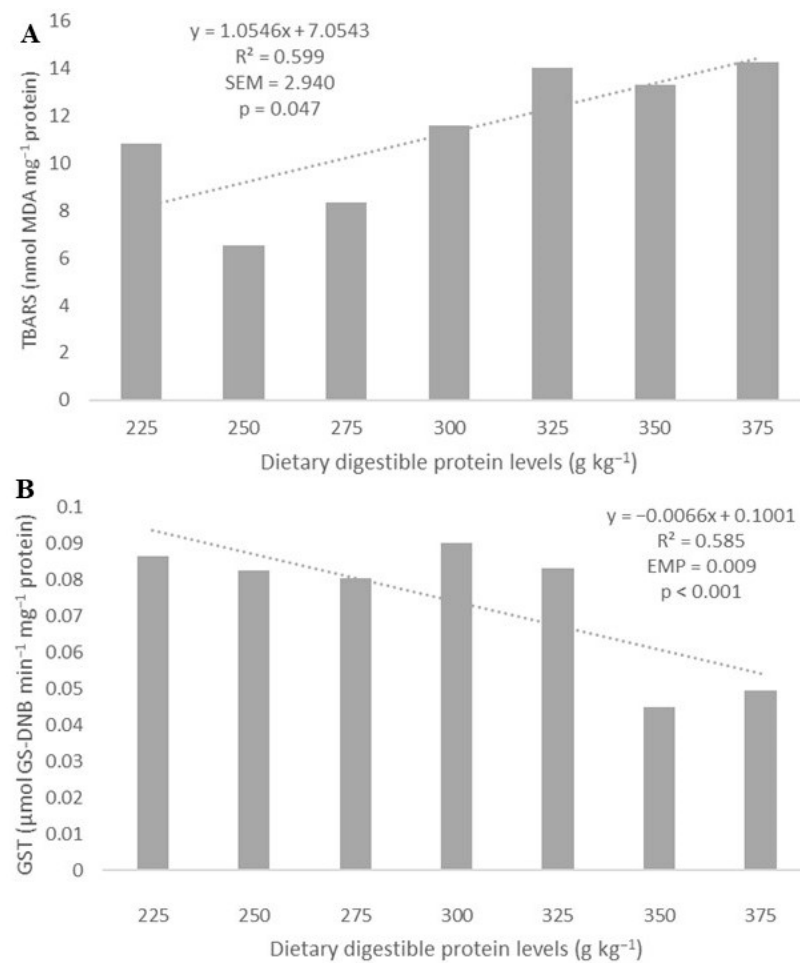 A
16
14
12
10
8
6
4
2
0
TBARS (nmol MDA mg⁻¹ protein)
y = 1.0546x + 7.0543
R² = 0.599
SEM = 2.940
p = 0.047
225 250 275 300 325 350 375
Dietary digestible protein levels (g kg⁻¹)
B
0.1
0.09
0.08
0.07
0.06
0.05
0.04
0.03
0.02
0.01
0
GST (μmol GS-DNB min⁻¹ mg⁻¹ protein)
y = −0.0066x + 0.1001
R² = 0.585
EMP = 0.009
p < 0.001
225 250 275 300 325 350 375
Dietary digestible protein levels (g kg⁻¹)